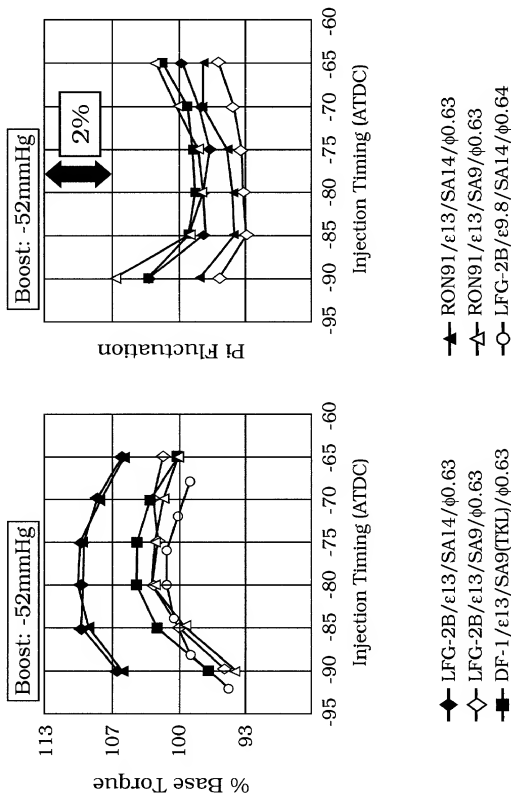 Boost: -52mmHg
113
107
100
93
-95
-90
-85
-80
-75
-70
-65
-60
% Base Torque
Injection Timing (ATDC)
Boost: -52mmHg
2%
-95
-90
-85
-80
-75
-70
-65
-60
Pi Fluctuation
Injection Timing (ATDC)
LFG-2B/ε13/SA14/φ0.63
LFG-2B/ε13/SA9/φ0.63
DF-1/ε13/SA9(TKL)/φ0.63
RON91/ε13/SA14/φ0.63
RON91/ε13/SA9/φ0.63
LFG-2B/ε9.8/SA14/φ0.64